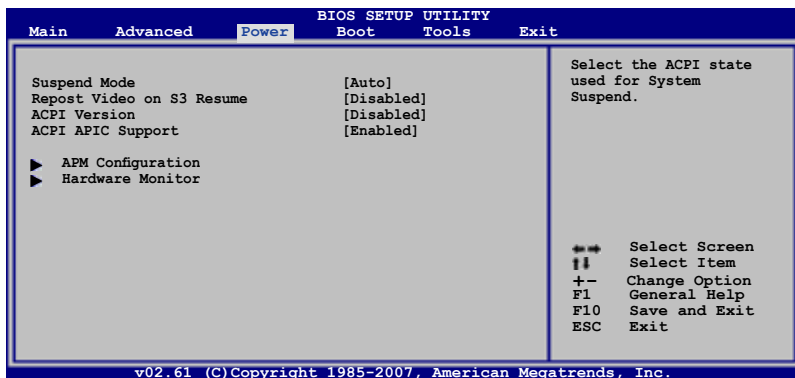 BIOS SETUP UTILITY
Main Advanced Power Boot Tools Exit
Suspend Mode [Auto]
Repost Video on S3 Resume [Disabled]
ACPI Version [Disabled]
ACPI APIC Support [Enabled]
APM Configuration
Hardware Monitor
Select the ACPI state
used for System
Suspend.
Select Screen
Select Item
+- Change Option
F1 General Help
F10 Save and Exit
ESC Exit
v02.61 (C)Copyright 1985-2007, American Megatrends, Inc.